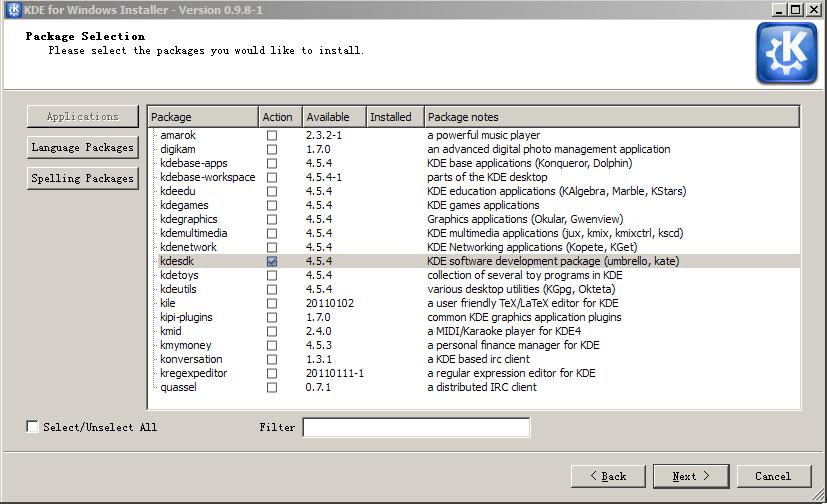 KDE for Windows Installer - Version 0.9.8-1
Package Selection
Please select the packages you would like to install.
Applications
Language Packages
Spelling Packages
Package Action Available Installed Package notes
amarok 2.3.2-1 a powerful music player
digikam 1.7.0 an advanced digital photo management application
kdebase-apps 4.5.4 KDE base applications (Konqueror, Dolphin)
kdebase-workspace 4.5.4-1 parts of the KDE desktop
kdeedu 4.5.4 KDE education applications (KAlgebra, Marble, KStars)
kdegames 4.5.4 KDE games applications
kdegraphics 4.5.4 Graphics applications (Okular, Gwenview)
kdemultimedia 4.5.4 KDE multimedia applications (jux, kmix, kmixctrl, kscd)
kdenetwork 4.5.4 KDE Networking applications (Kopete, KGet)
kdesdk 4.5.4 KDE software development package (umbrello, kate)
kdetoys 4.5.4 collection of several toy programs in KDE
kdeutils 4.5.4 various desktop utilities (KGpg, Okteta)
kile 20110102 a user friendly TeX/LaTeX editor for KDE
kipi-plugins 1.7.0 common KDE graphics application plugins
kmid 2.4.0 a MIDI/Karaoke player for KDE4
kmymoney 4.5.3 a personal finance manager for KDE
konversation 1.3.1 a KDE based irc client
kregexpeditor 20110111-1 a regular expression editor for KDE
quassel 0.7.1 a distributed IRC client
Select/Unselect All
Filter
< Back
Next >
Cancel